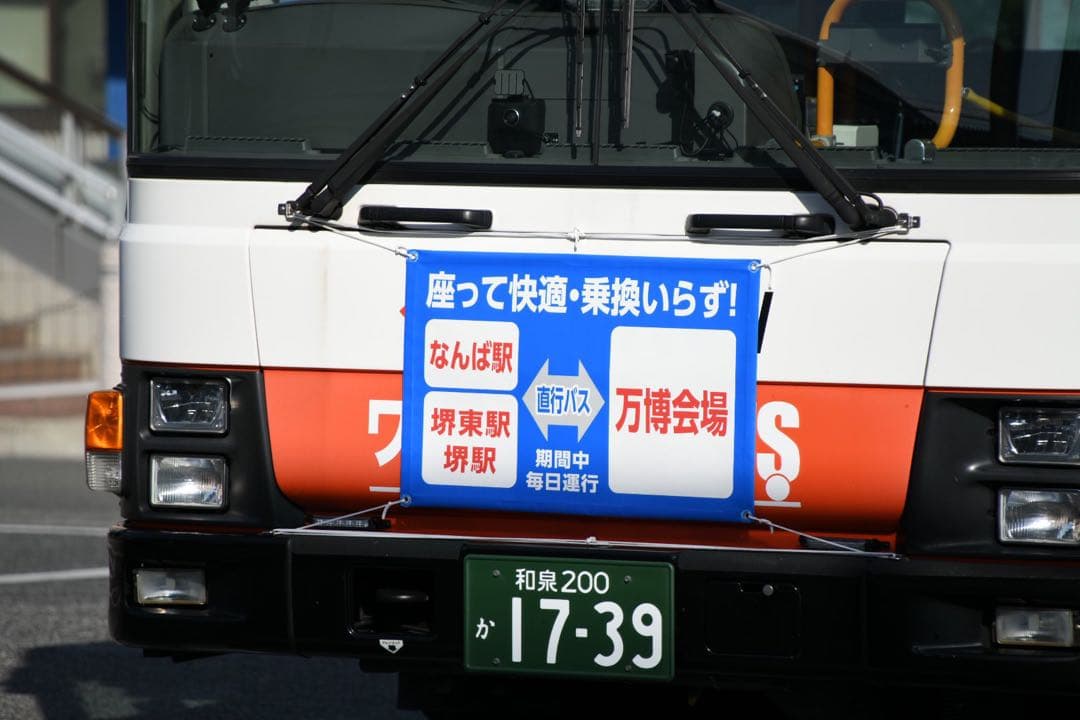 座って快適・乗換いらず!
なんば駅
堺東駅
堺駅
直行バス
期間中
毎日運行
万博会場
ワ
S
和泉200
か 17-39